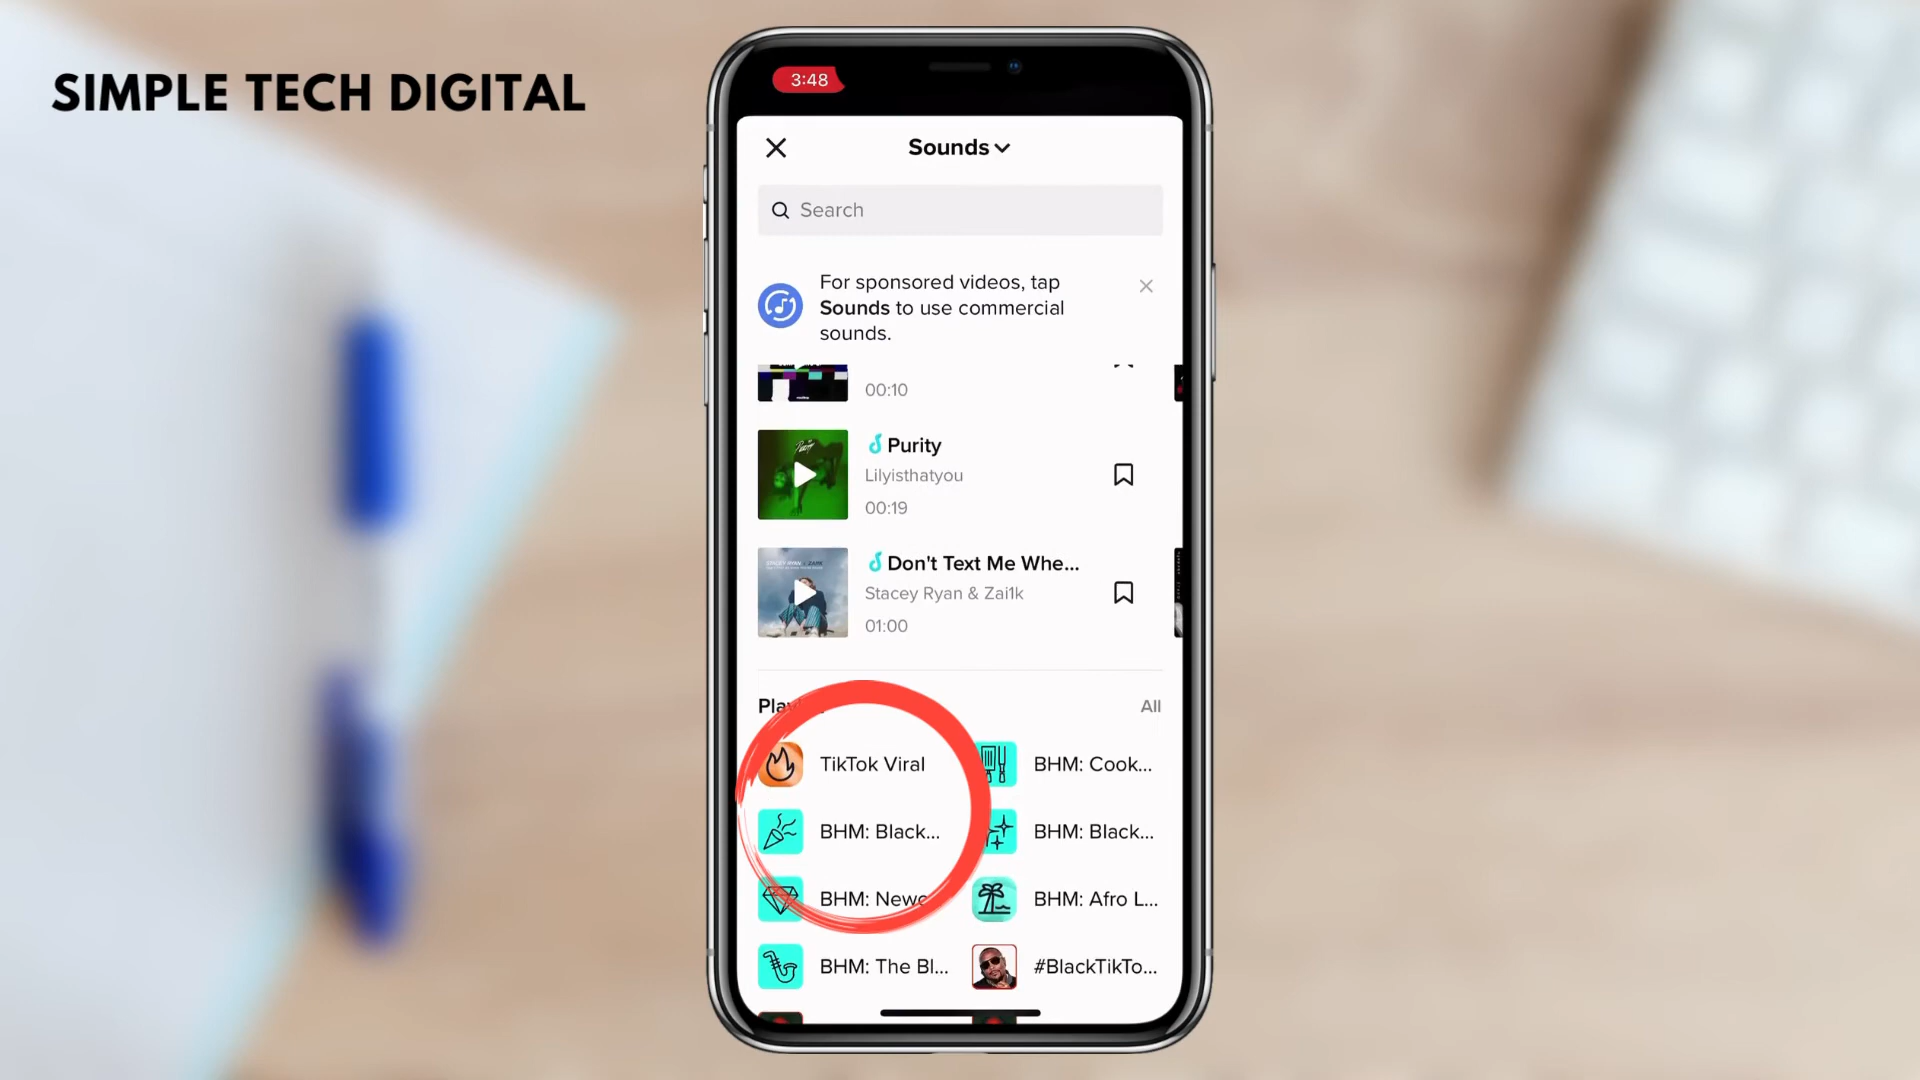 SIMPLE TECH DIGITAL
3:48
Sounds
Search
For sponsored videos, tap
Sounds to use commercial
sounds.
00:10
Purity
Lilyisthatyou
00:19
Don't Text Me Whe...
Stacey Ryan & Zai1k
01:00
All
TikTok Viral
BHM: Cook...
BHM: Black...
BHM: Black...
BHM: Newc
BHM: Afro L...
BHM: The Bl...
#BlackTikTo...